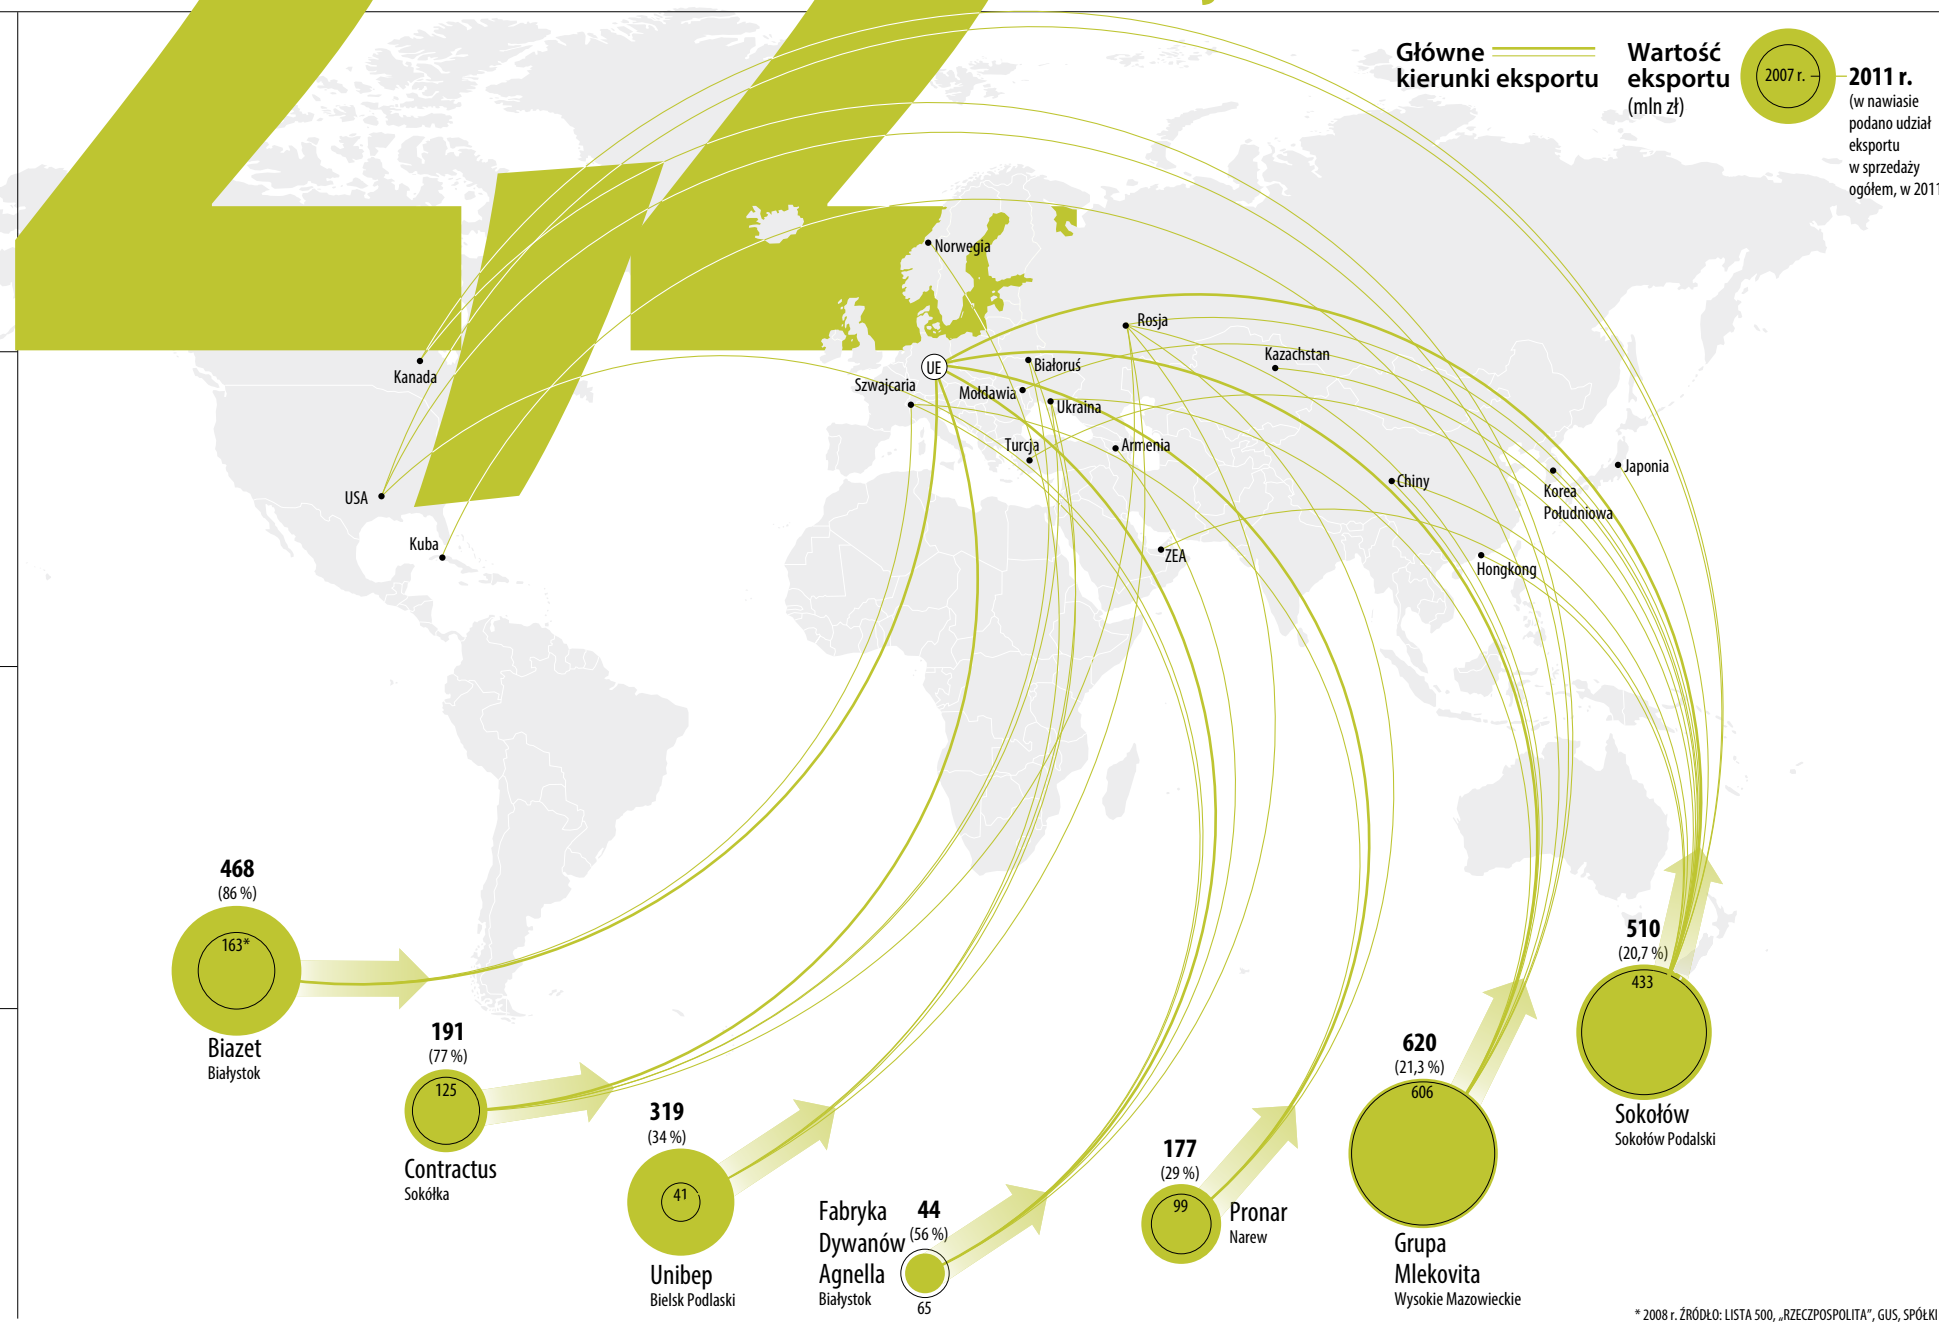 Główne
kierunki eksportu
Wartość
eksportu
(mln zł)
2007 r.
2011 r.
(w nawiasie
podano udział
eksportu
w sprzedaży
ogółem, w 2011
Norwegia
Rosja
Kazachstan
Białoruś
UE
Kanada
Szwajcaria
Mołdawia
Ukraina
Turcja
Armenia
Japonia
Chiny
Korea
Południowa
USA
Kuba
ZEA
Hongkong
468
(86 %)
163*
Biazet
Białystok
191
(77 %)
125
Contractus
Sokółka
319
(34 %)
41
Unibep
Bielsk Podlaski
Fabryka
Dywanów
Agnella
Białystok
44
(56 %)
65
177
(29 %)
99
Pronar
Narew
620
(21,3 %)
606
Grupa
Mlekovita
Wysokie Mazowieckie
510
(20,7 %)
433
Sokołów
Sokołów Podalski
* 2008 r. ŹRÓDŁO: LISTA 500, „RZECZPOSPOLITA”, GUS, SPÓŁKI